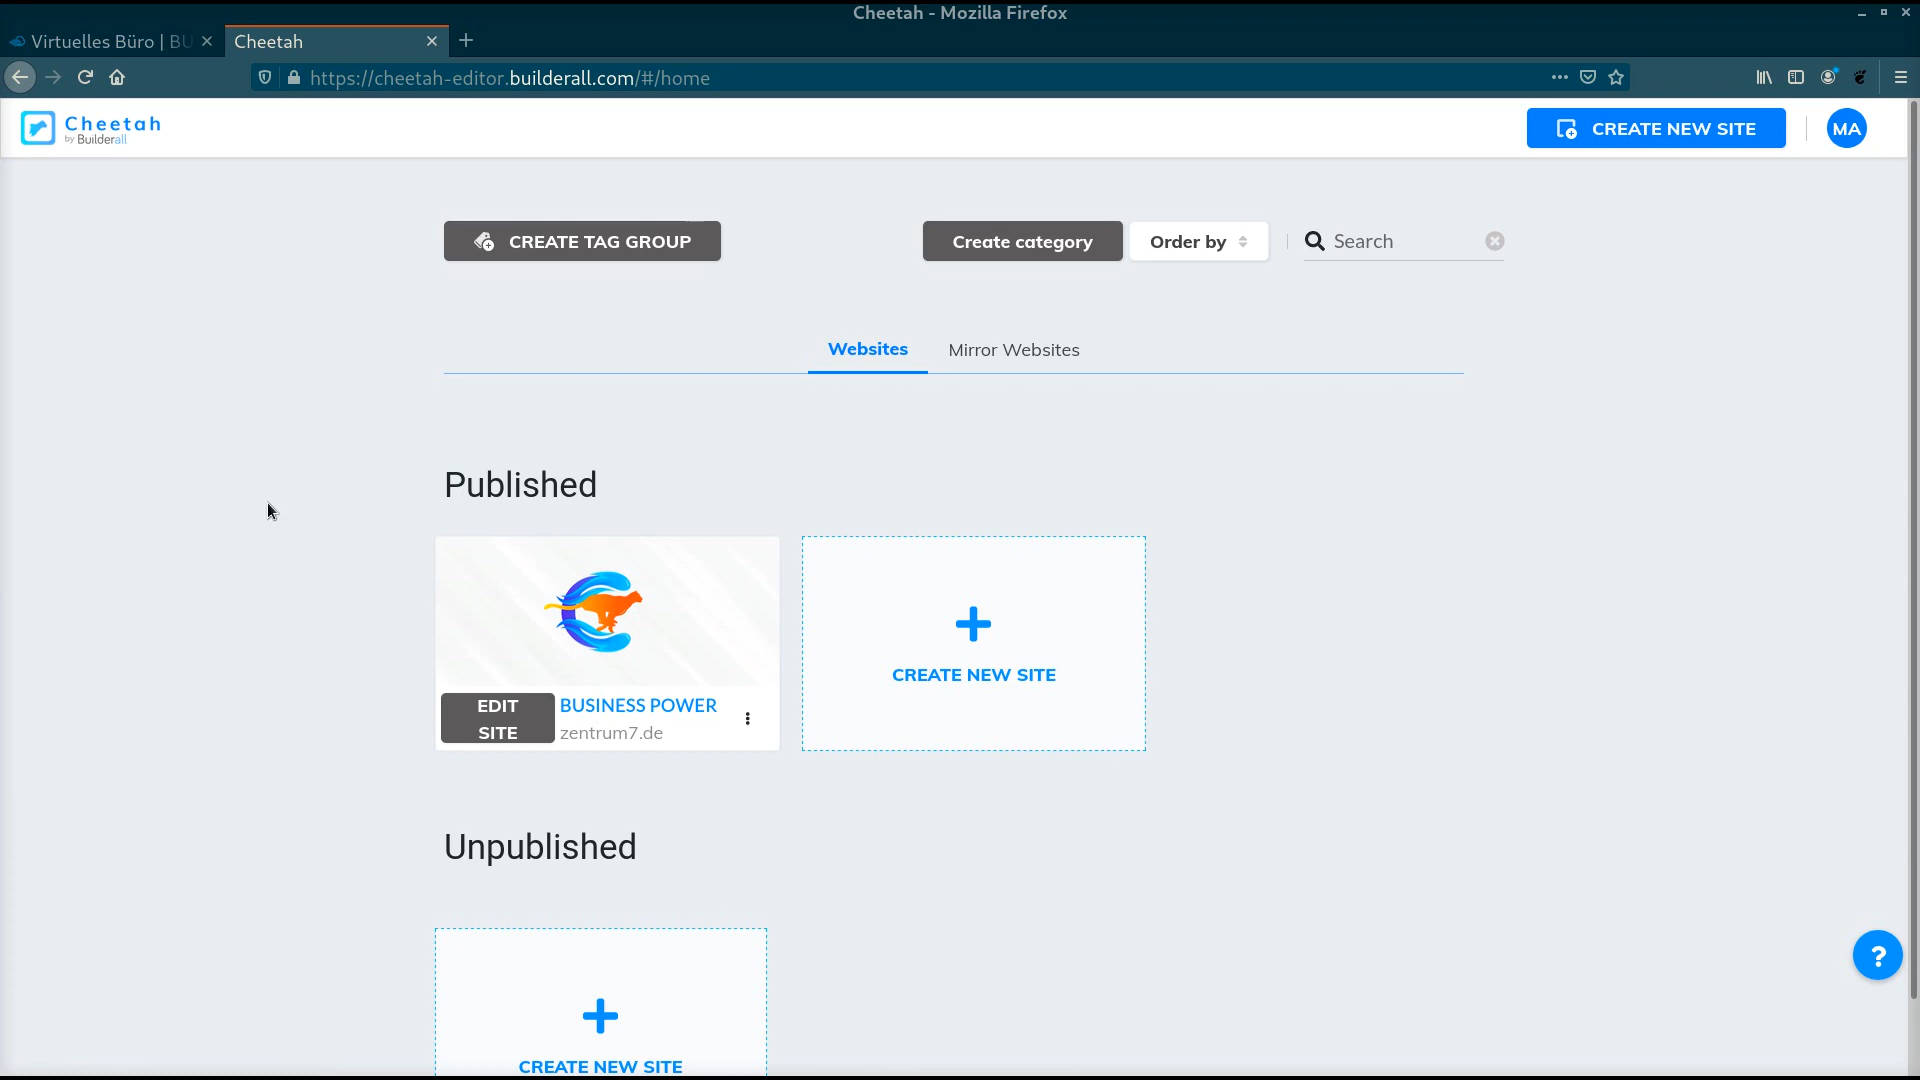 Cheetah - Mozilla Firefox
Virtuelles Büro | BU
Cheetah
https://cheetah-editor.builderall.com/#/home
Cheetah
by Builderall
CREATE NEW SITE
MA
CREATE TAG GROUP
Create category
Order by
Search
Websites
Mirror Websites
Published
EDIT SITE
BUSINESS POWER
zentrum7.de
CREATE NEW SITE
Unpublished
CREATE NEW SITE
?